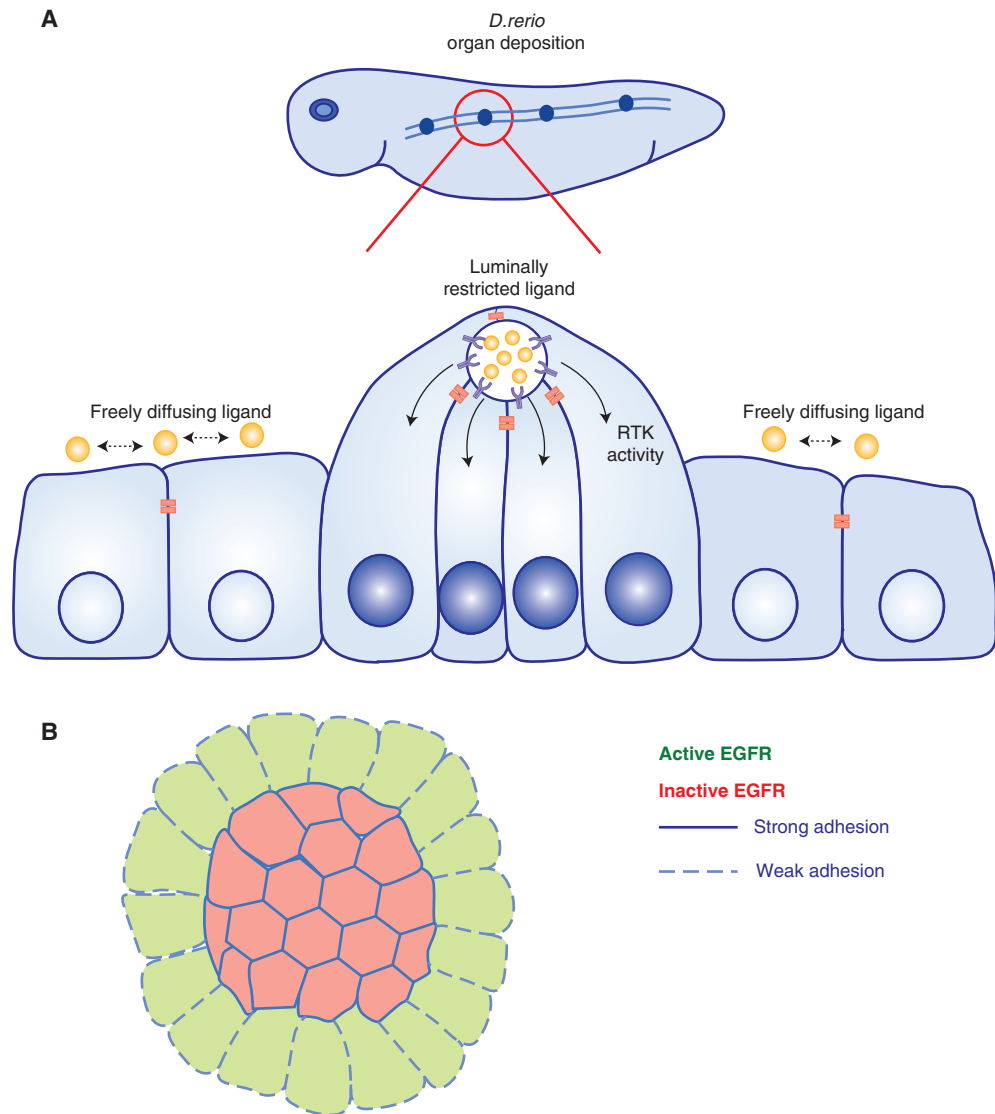 A
D.rerio
organ deposition
Luminally
restricted ligand
Freely diffusing ligand
Freely diffusing ligand
RTK
activity
B
Active EGFR
Inactive EGFR
Strong adhesion
Weak adhesion